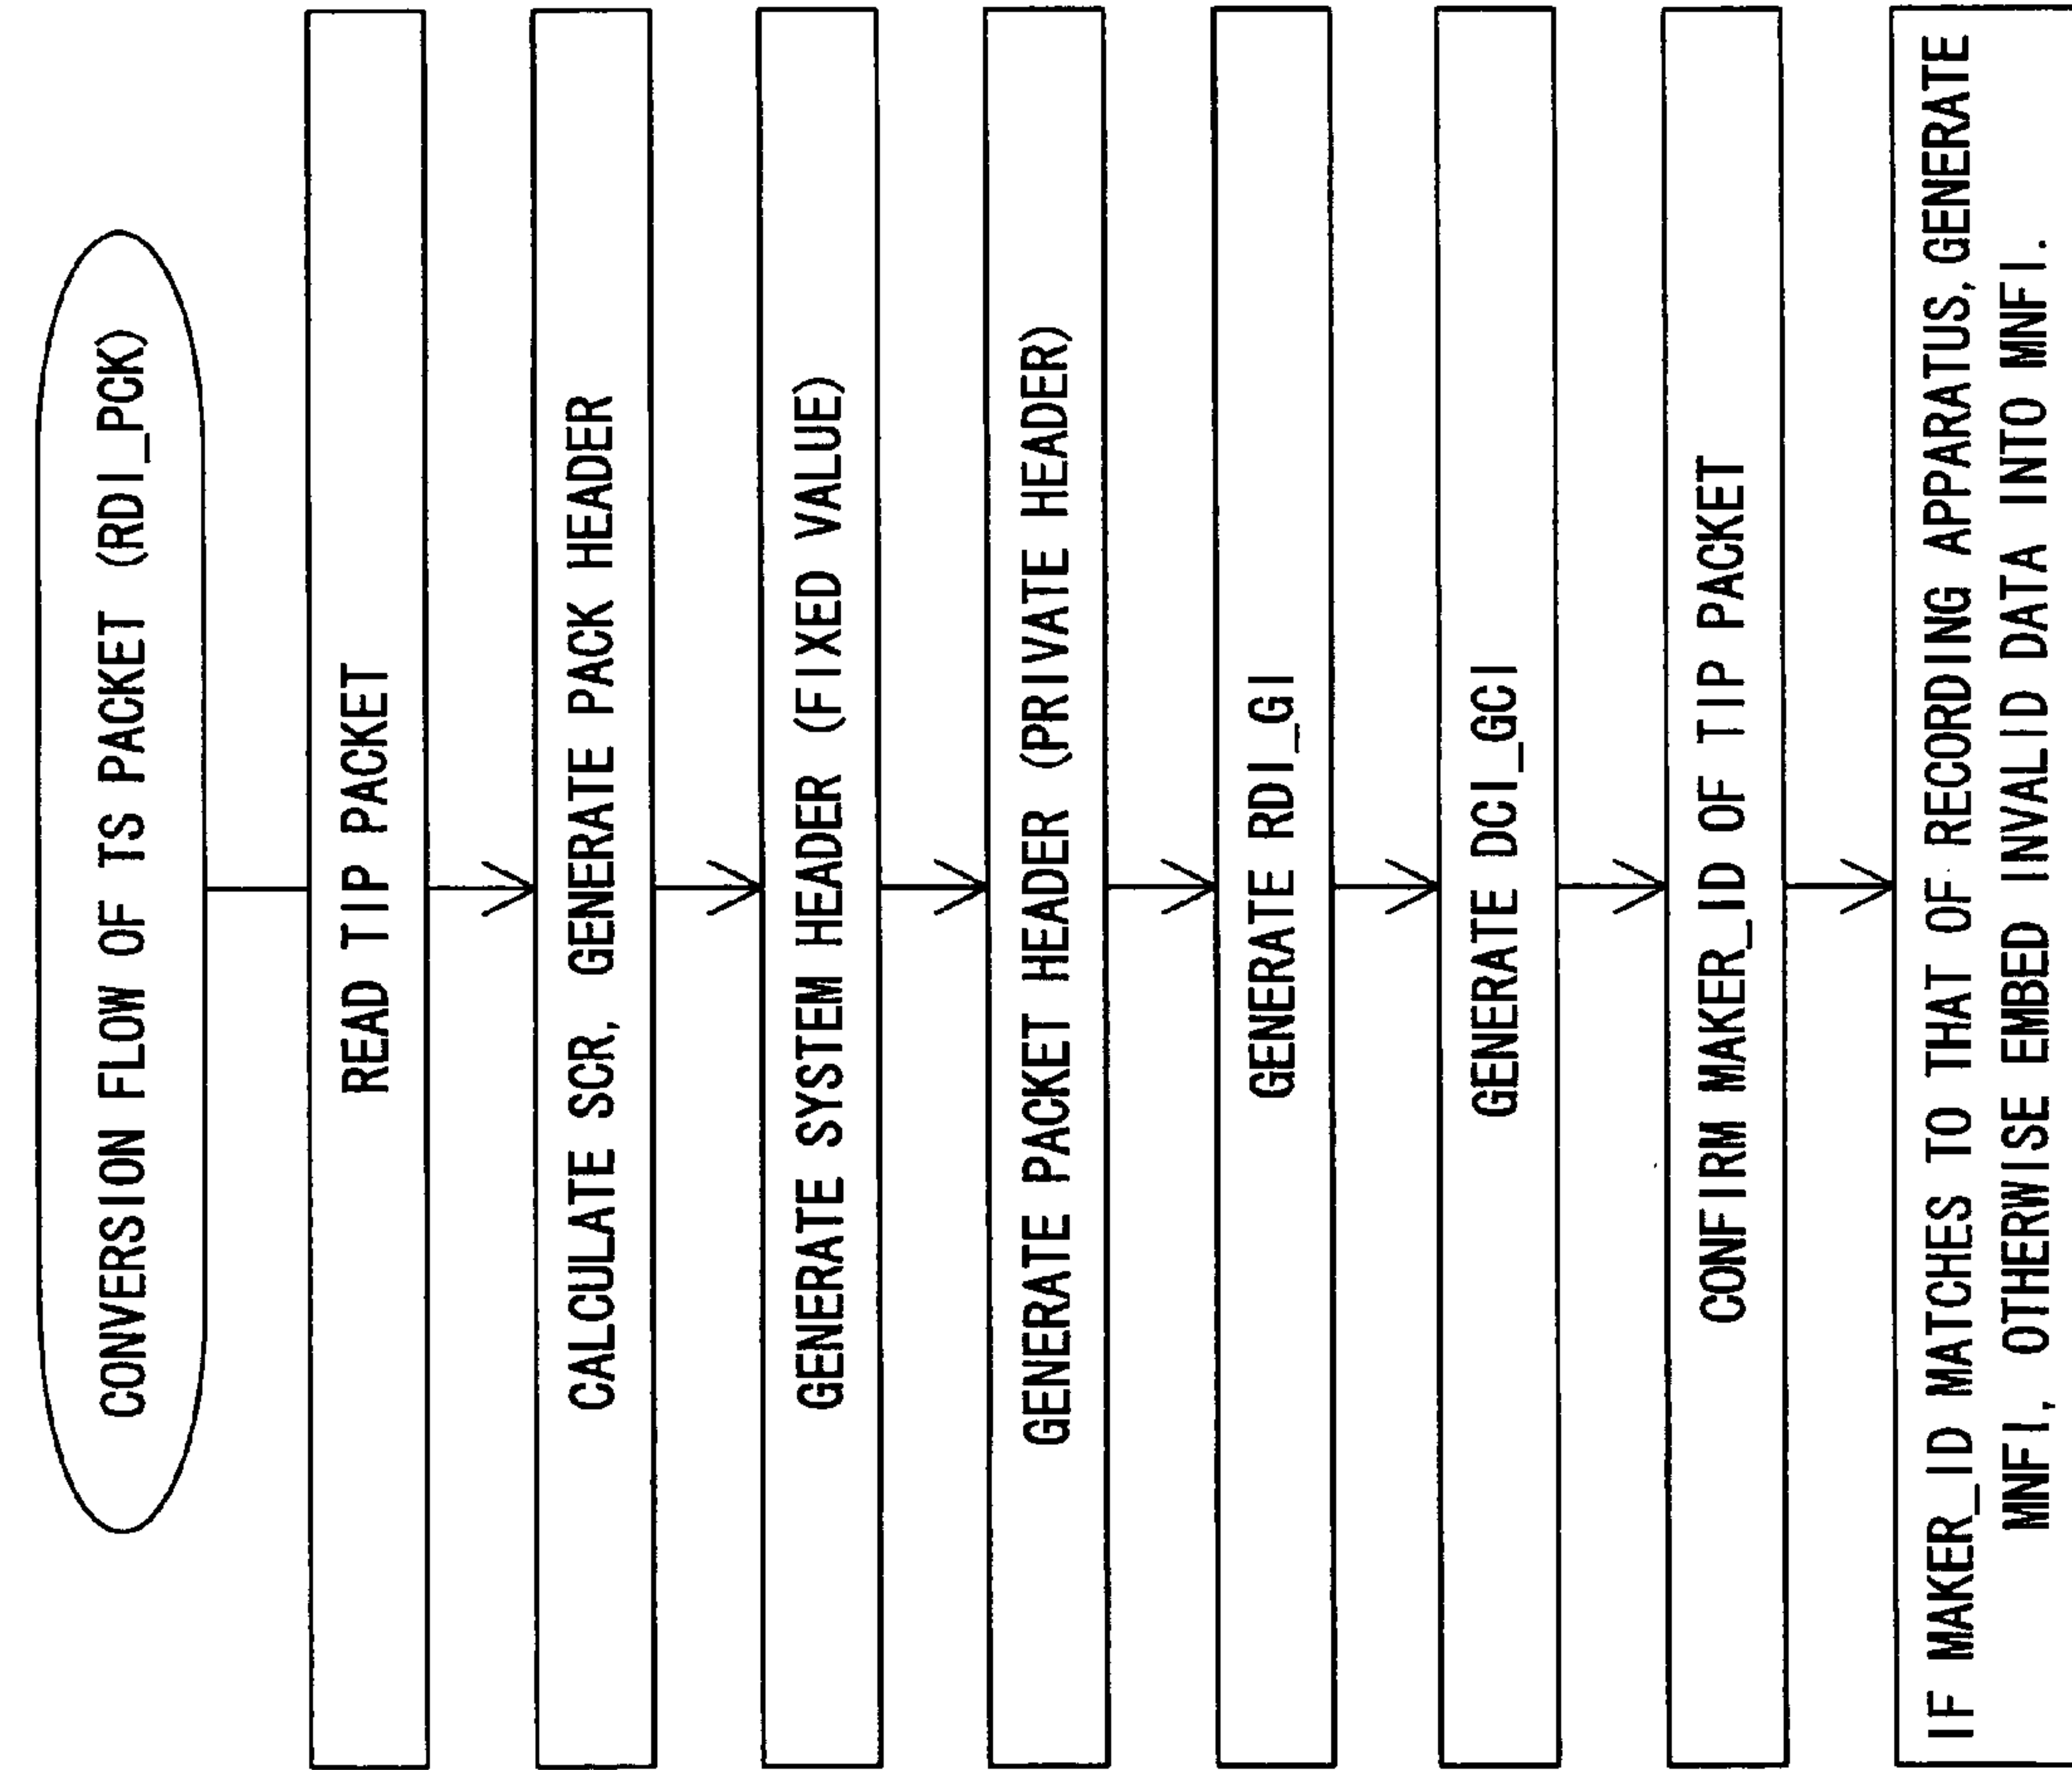 CONVERSION FLOW OF TS PACKET (RDI_PCK)
READ TIP PACKET
CALCULATE SCR, GENERATE PACK HEADER
GENERATE SYSTEM HEADER (FIXED VALUE)
GENERATE PACKET HEADER (PRIVATE HEADER)
GENERATE RDI_GI
GENERATE DCI_GCI
CONFIRM MAKER_ID OF TIP PACKET
IF MAKER_ID MATCHES TO THAT OF RECORDING APPARATUS, GENERATE
MNFI, OTHERWISE EMBED INVALID DATA INTO MNFI.